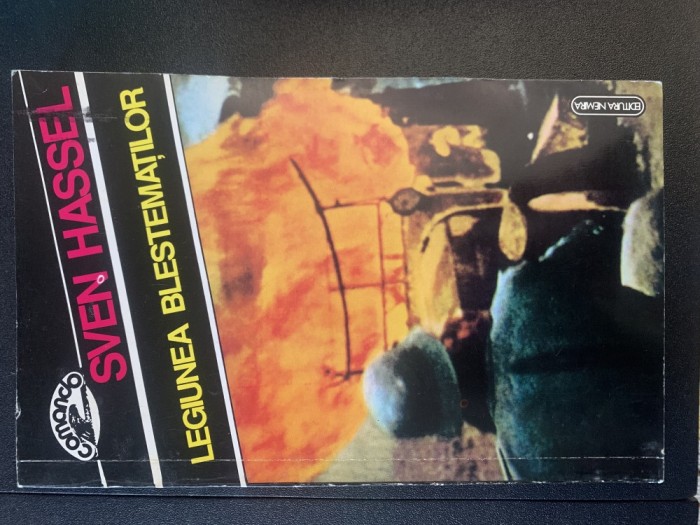 comando
SVEN HASSEL
LEGIUNEA BLESTEMAȚILOR
EDITURA NEMIRA